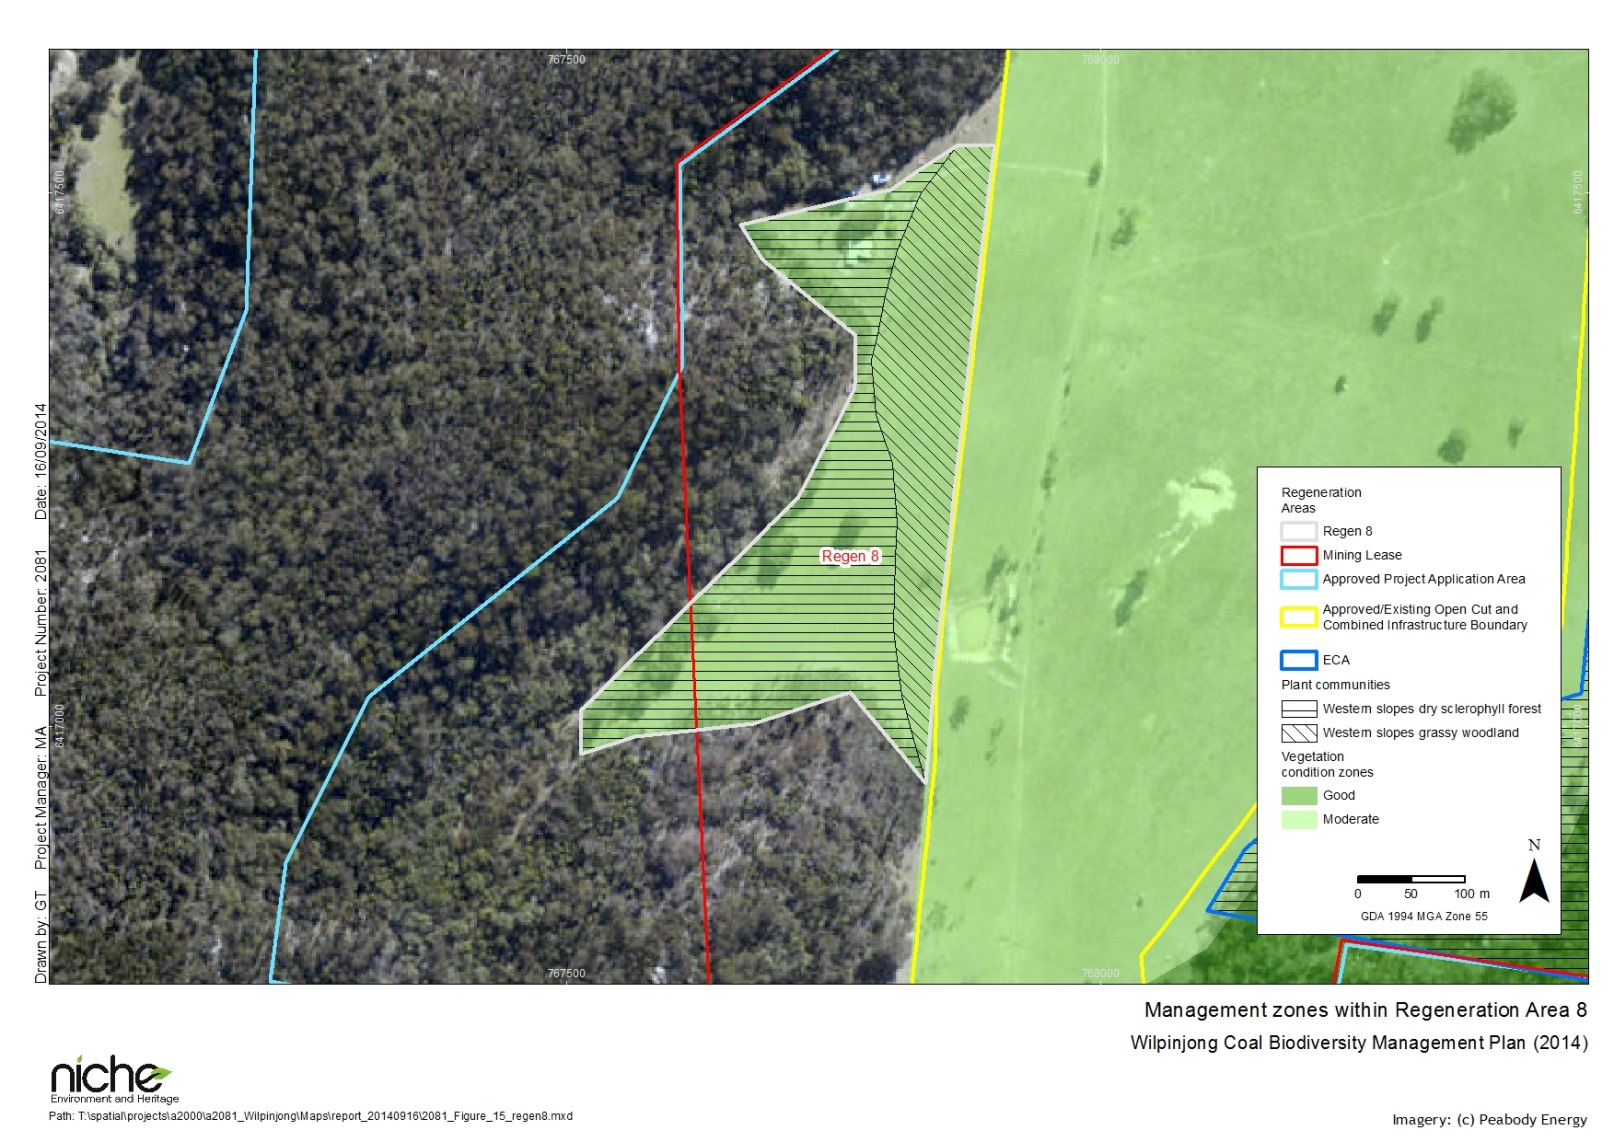 767500
768000
6417500
6417500
Regen 8
6417000
6417000
767500
768000
Regeneration
Areas
Regen 8
Mining Lease
Approved Project Application Area
Approved/Existing Open Cut and
Combined Infrastructure Boundary
ECA
Plant communities
Western slopes dry sclerophyll forest
Western slopes grassy woodland
Vegetation
condition zones
Good
Moderate
N
0 50 100 m
GDA 1994 MGA Zone 55
Drawn by: GT Project Manager: MA Project Number: 2081 Date: 16/09/2014
Management zones within Regeneration Area 8
Wilpinjong Coal Biodiversity Management Plan (2014)
niche
Environment and Heritage
Path: T:\spatial\projects\a2000\a2081_Wilpinjong\Maps\report_20140916\2081_Figure_15_regen8.mxd
Imagery: (c) Peabody Energy